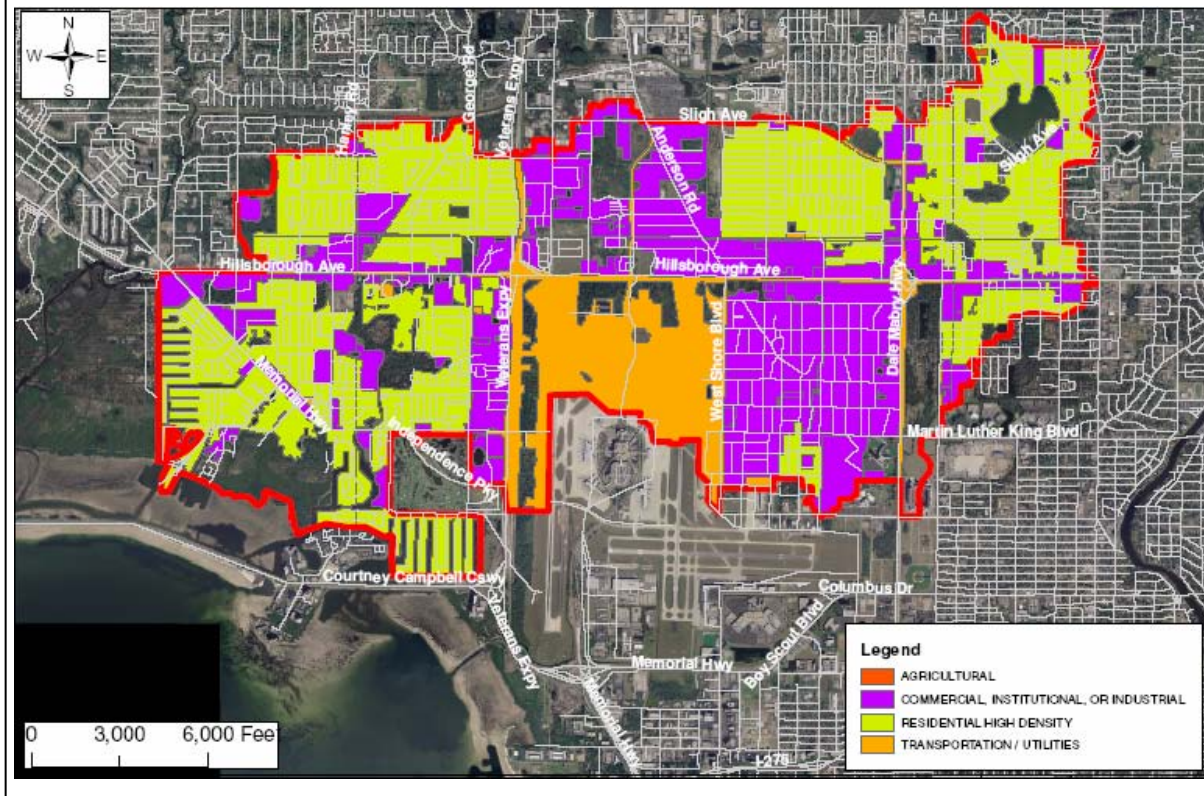 N
W E
S
Hanley Rd
George Rd
Veterans Expy
Sligh Ave
Anderson Rd
Sligh Ave
Hillsborough Ave
Hillsborough Ave
Memorial Hwy
Veterans Expy
West Shore Blvd
Dale Mabry Hwy
Independence Pky
Martin Luther King Blvd
Courtney Campbell Cswy
Veterans Expy
Columbus Dr
Boy Scout Blvd
Memorial Hwy
Memorial Hwy
I-275
0 3,000 6,000 Feet
Legend
AGRICULTURAL
COMMERCIAL, INSTITUTIONAL, OR INDUSTRIAL
RESIDENTIAL HIGH DENSITY
TRANSPORTATION / UTILITIES